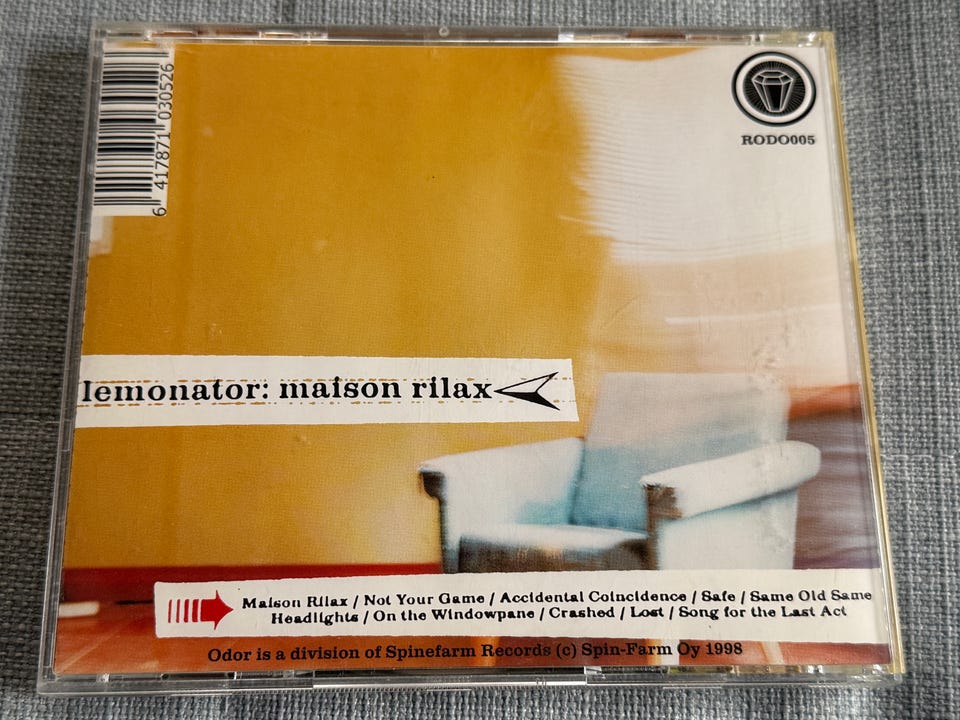 6 417871 030526
RODO005
lemonator: maison rilax
Maison Rilax / Not Your Game / Accidental Coincidence / Safe / Same Old Same
Headlights / On the Windowpane / Crashed / Lost / Song for the Last Act
Odor is a division of Spinefarm Records (c) Spin-Farm Oy 1998